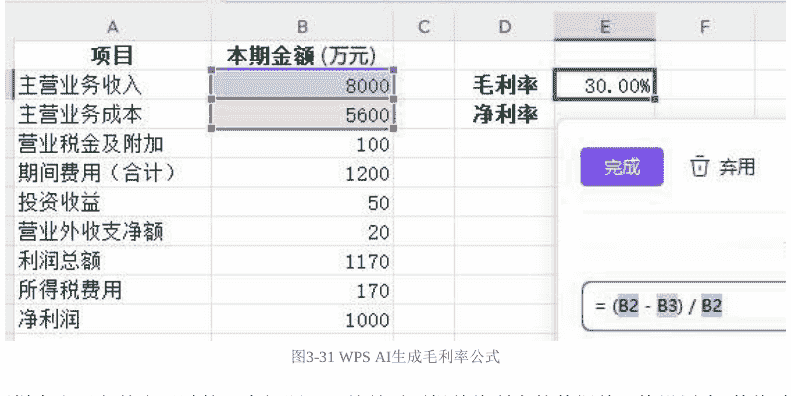 A B C D E F
项目 本期金额 (万元)
主营业务收入 8000 毛利率 30.00%
主营业务成本 5600 净利率
营业税金及附加 100
期间费用（合计） 1200 完成 弃用
投资收益 50
营业外收支净额 20
利润总额 1170
所得税费用 170 = (B2 - B3) / B2
净利润 1000
图3-31 WPS AI生成毛利率公式